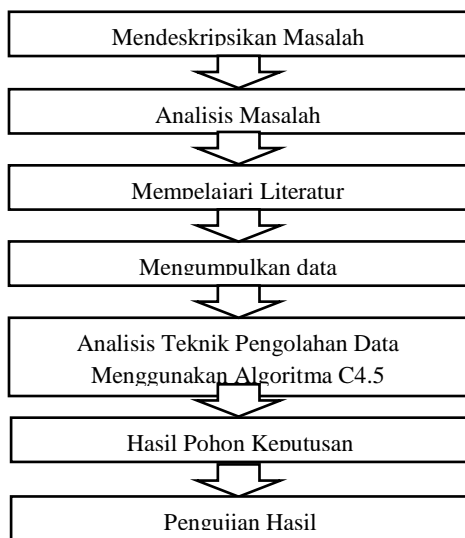 Mendeskripsikan Masalah
Analisis Masalah
Mempelajari Literatur
Mengumpulkan data
Analisis Teknik Pengolahan Data
Menggunakan Algoritma C4.5
Hasil Pohon Keputusan
Pengujian Hasil